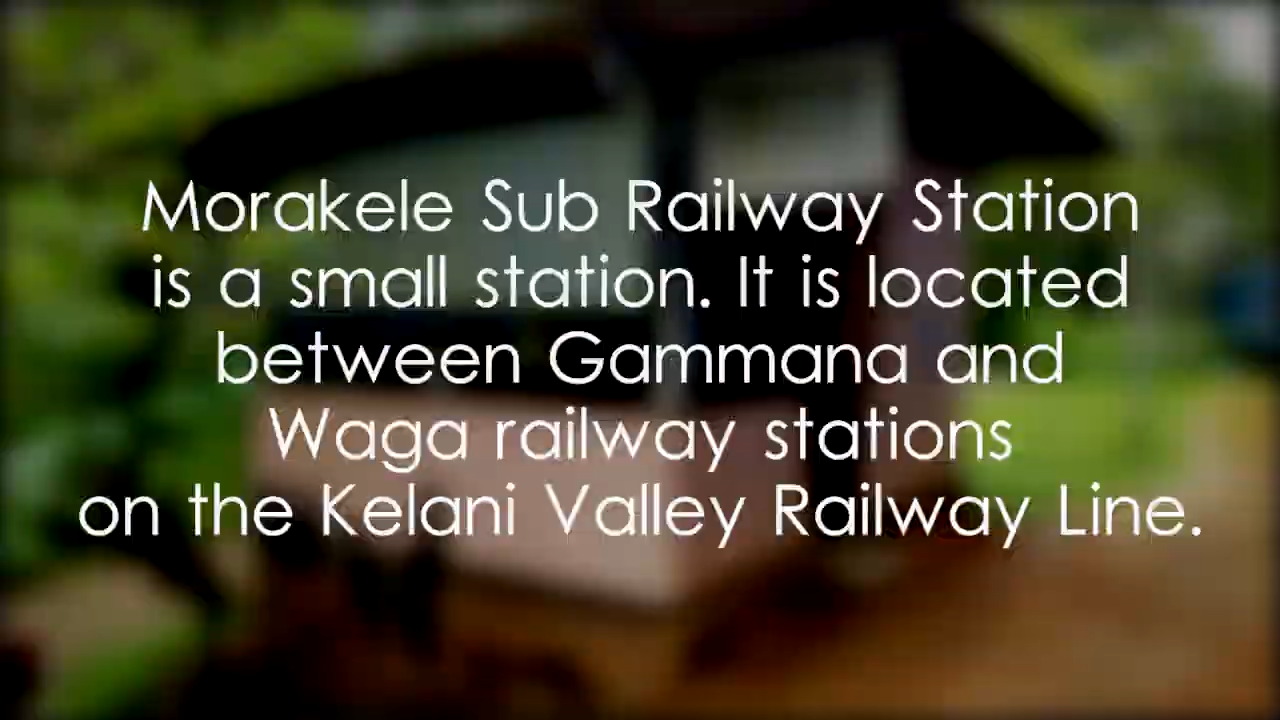 Morakele Sub Railway Station
is a small station. It is located
between Gammana and
Waga railway stations
on the Kelani Valley Railway Line.